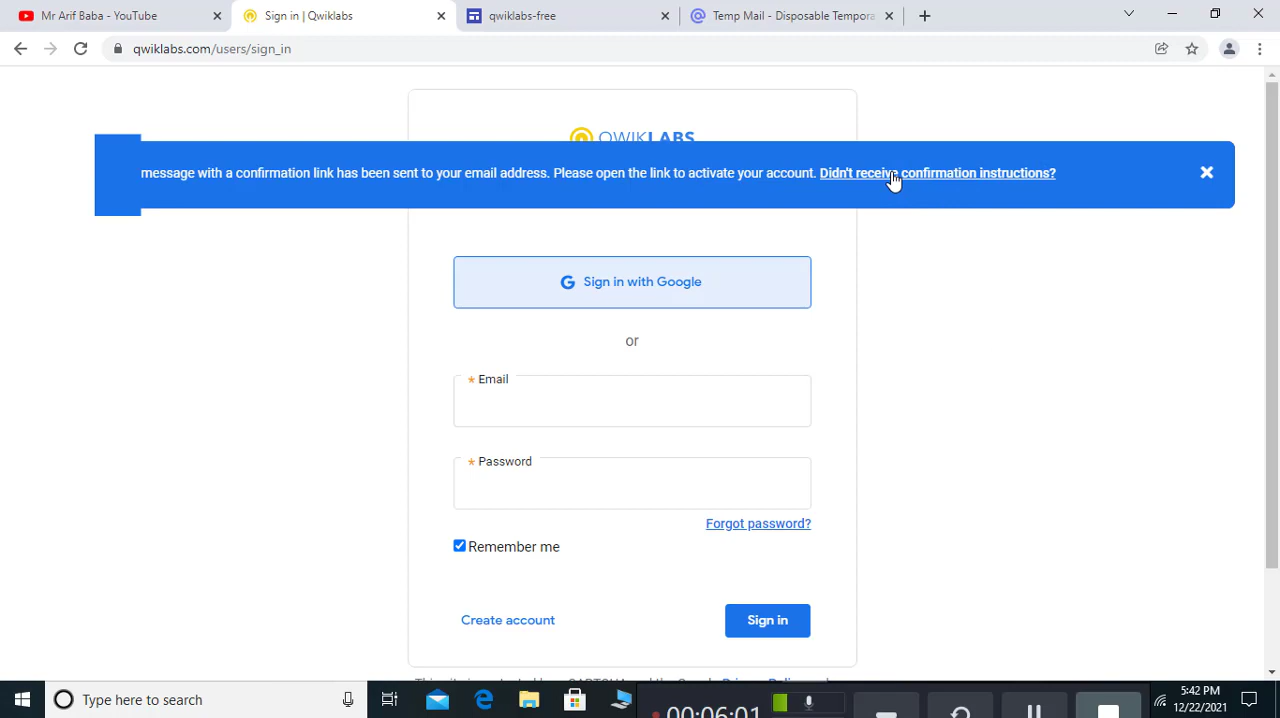 Mr Arif Baba - YouTube
Sign in | Qwiklabs
qwiklabs-free
Temp Mail - Disposable Tempora
qwiklabs.com/users/sign_in
QWIKLABS
message with a confirmation link has been sent to your email address. Please open the link to activate your account. Didn't receive confirmation instructions?
G Sign in with Google
or
* Email
* Password
Forgot password?
Remember me
Create account
Sign in
Type here to search
00:06:01
5:42 PM
12/22/2021